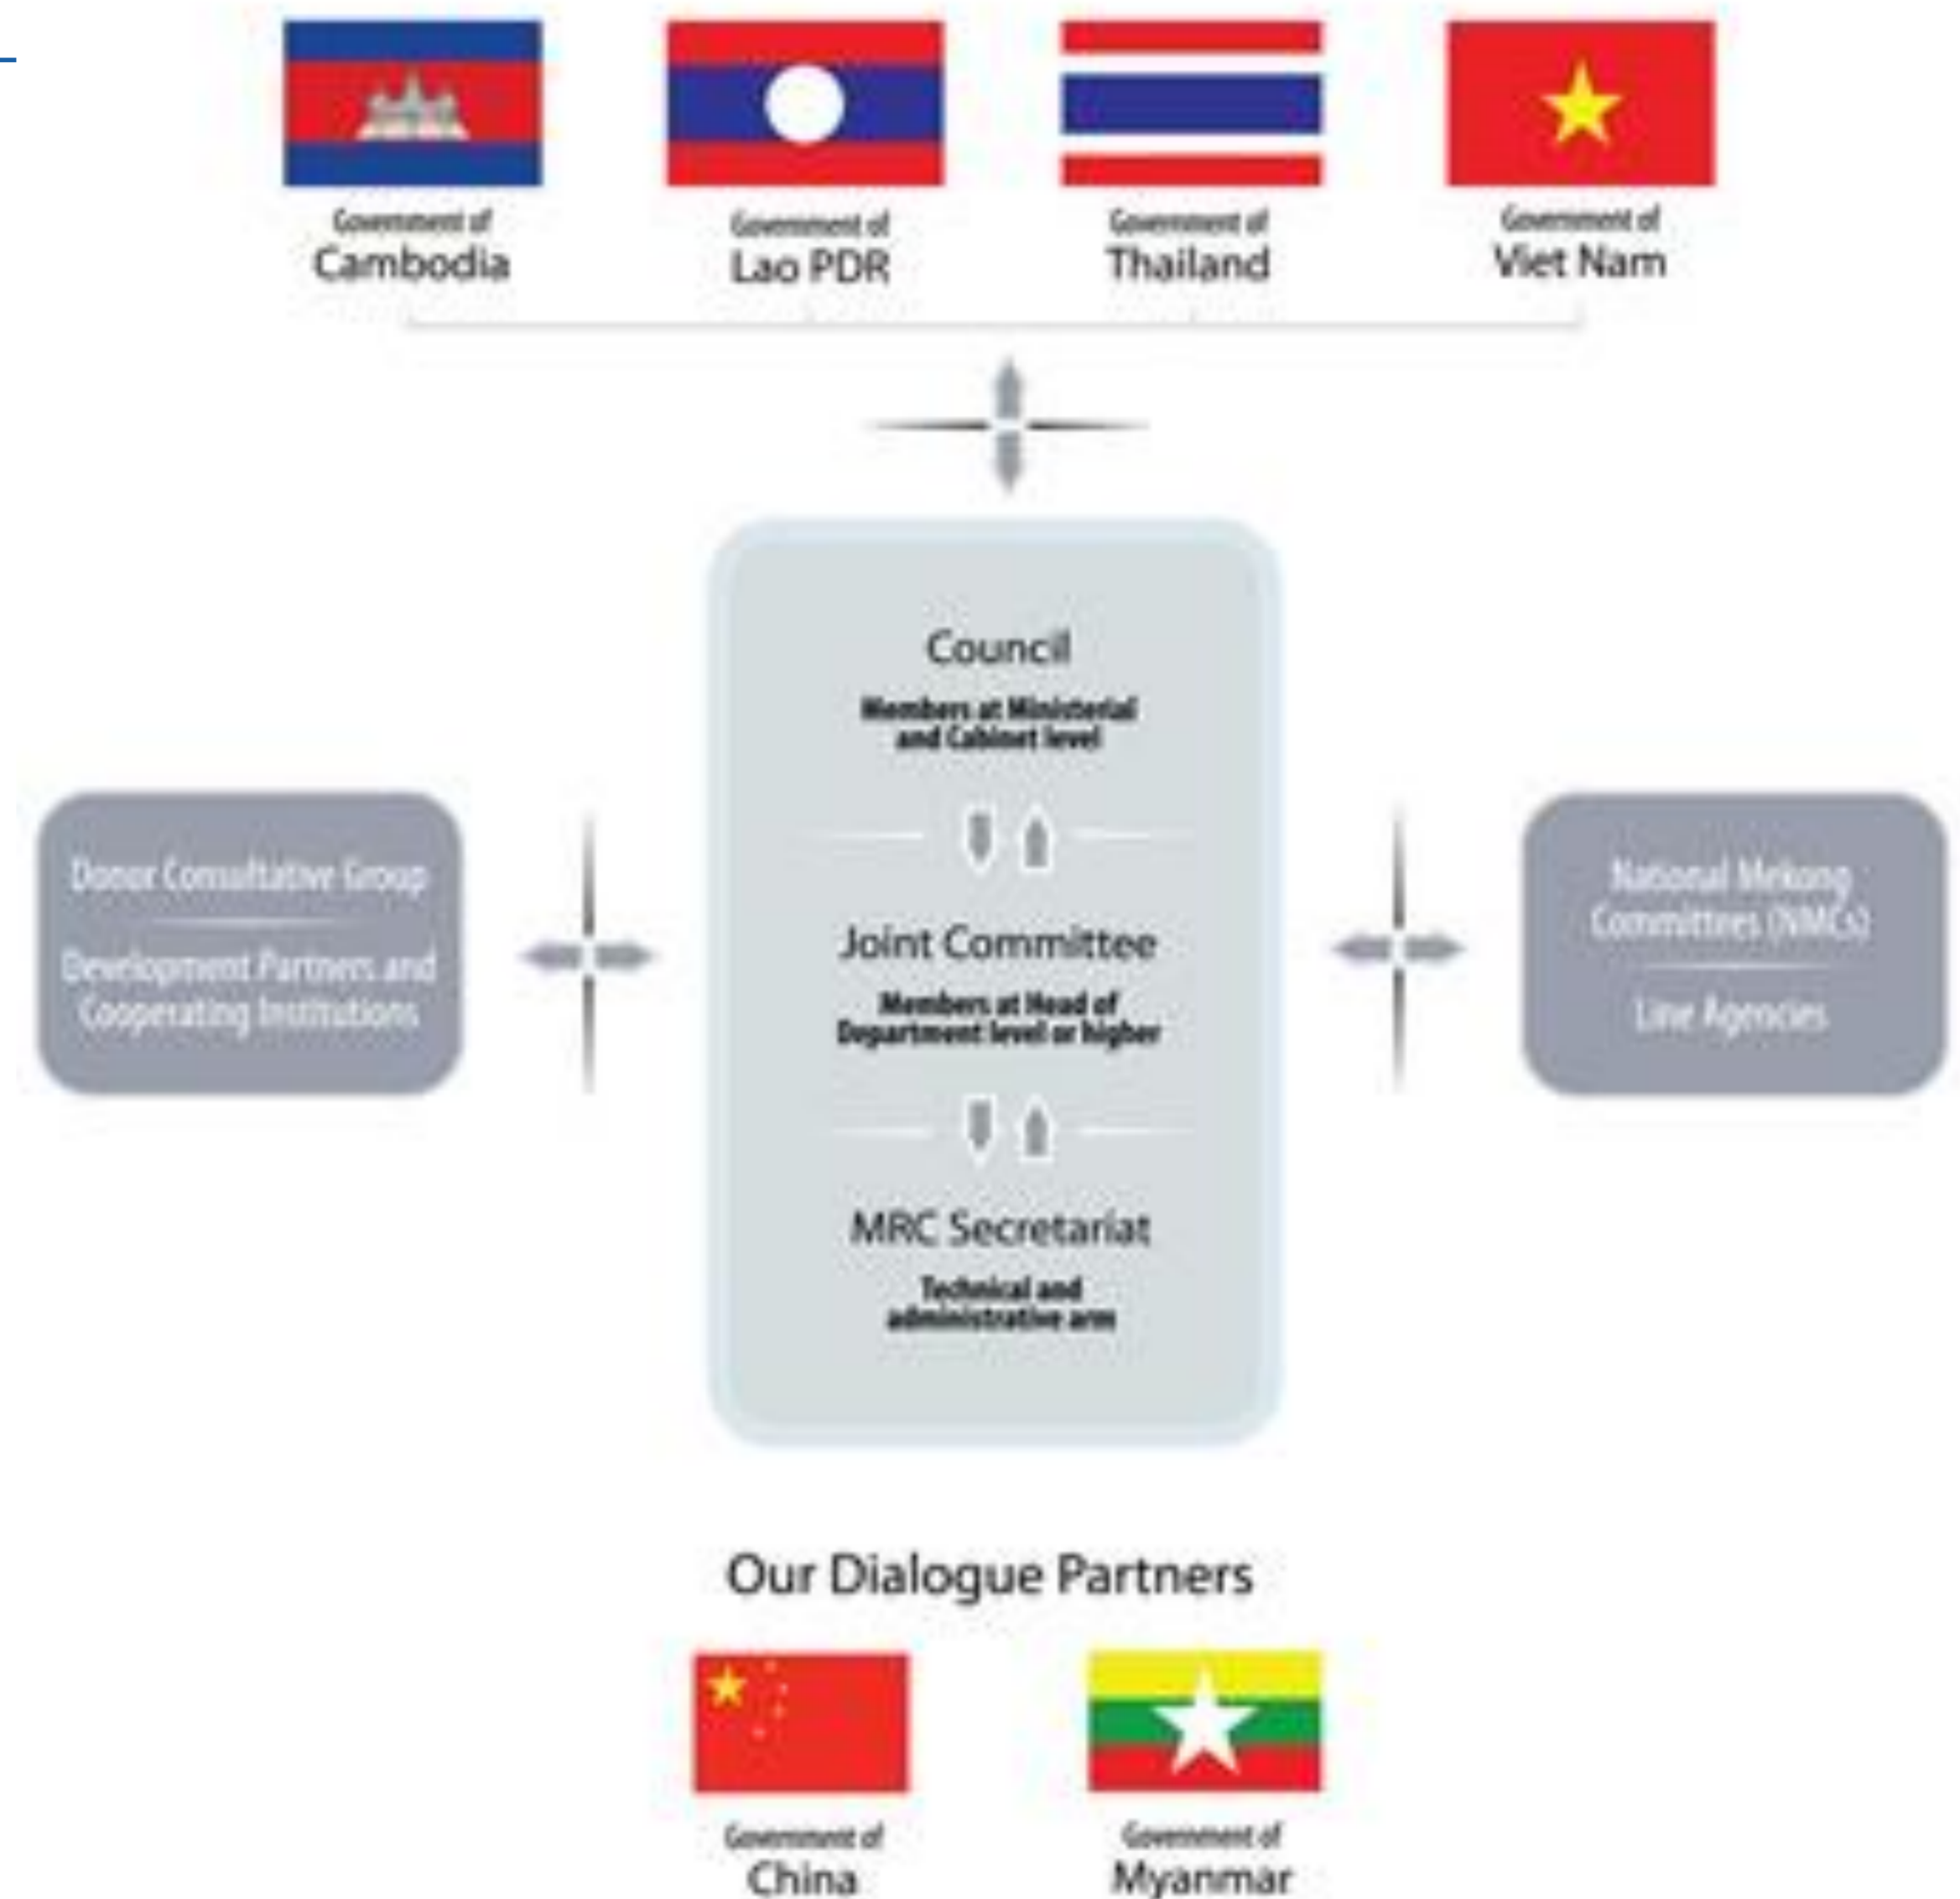 Government of
Cambodia
Government of
Lao PDR
Government of
Thailand
Government of
Viet Nam
Council
Members at Ministerial
and Cabinet level
Donor Consultative Group
Development Partners and
Cooperating Institutions
Joint Committee
Members at Head of
Department level or higher
National Mekong
Committees (NMCs)
Line Agencies
MRC Secretariat
Technical and
administrative arm
Our Dialogue Partners
Government of
China
Government of
Myanmar